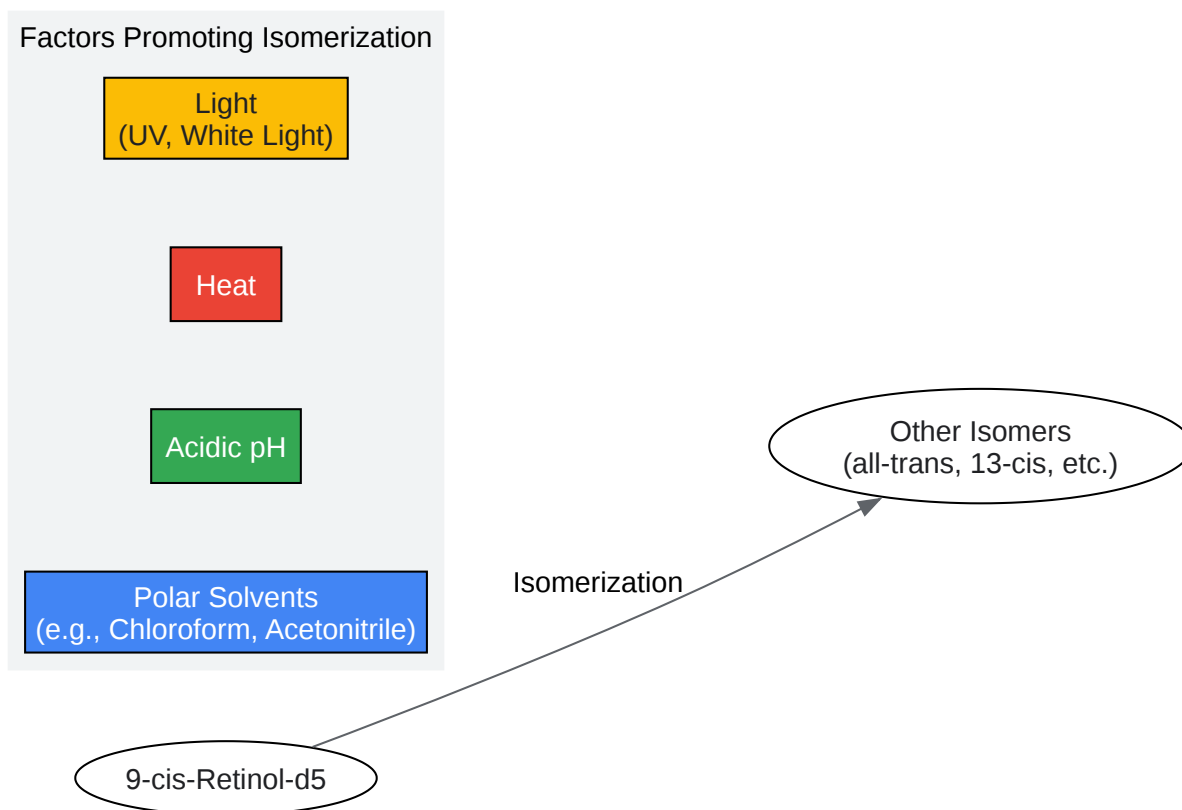 Factors Promoting Isomerization
Light
(UV, White Light)
Heat
Acidic pH
Other Isomers
(all-trans, 13-cis, etc.)
Polar Solvents
(e.g., Chloroform, Acetonitrile)
Isomerization
9-cis-Retinol-d5